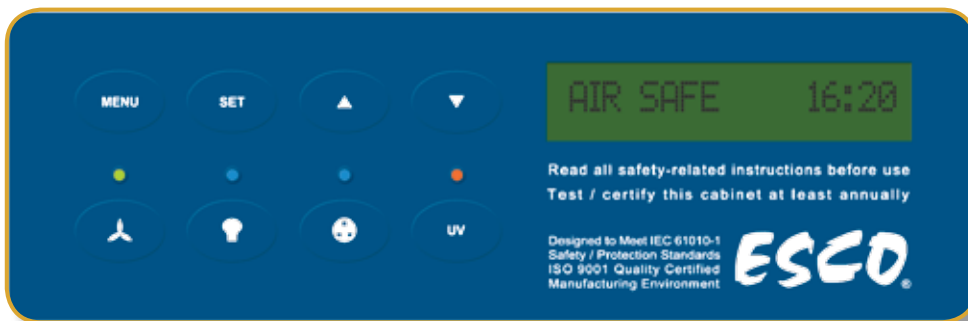 MENU SET ▲ ▼
UV
AIR SAFE 16:20
Read all safety-related instructions before use
Test / certify this cabinet at least annually
Designed to Meet IEC 61010-1
Safety / Protection Standards
ISO 9001 Quality Certified
Manufacturing Environment
ESCO®